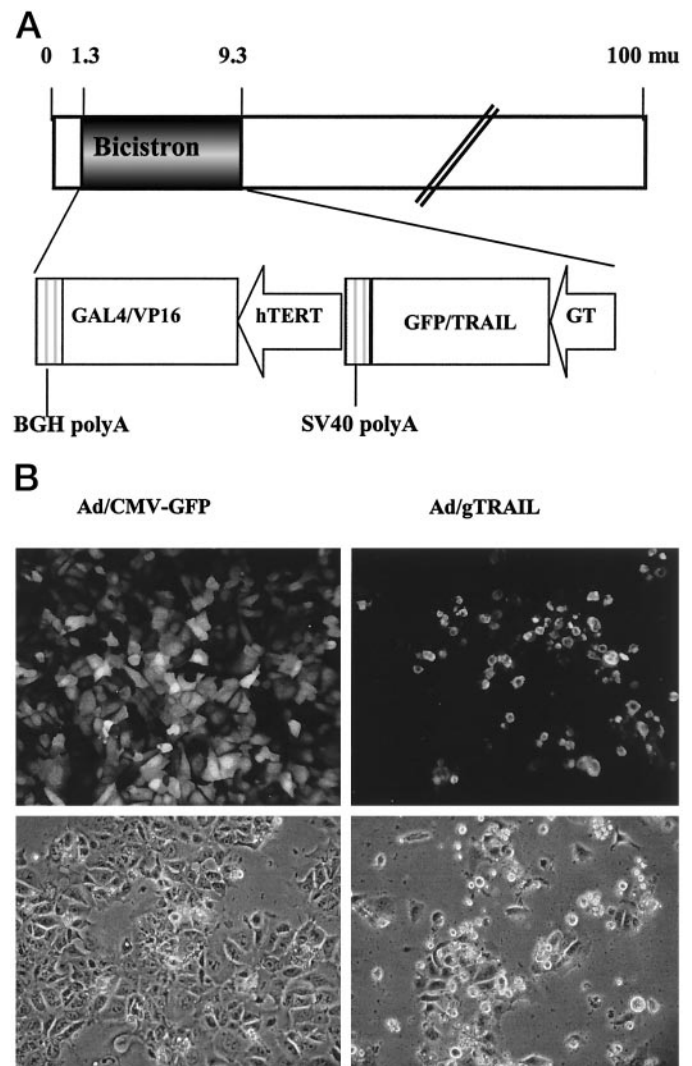 A
0 1.3 9.3 100 mu
Bicistron
GAL4/VP16 hTERT GFP/TRAIL GT
BGH polyA SV40 polyA
B
Ad/CMV-GFP Ad/gTRAIL